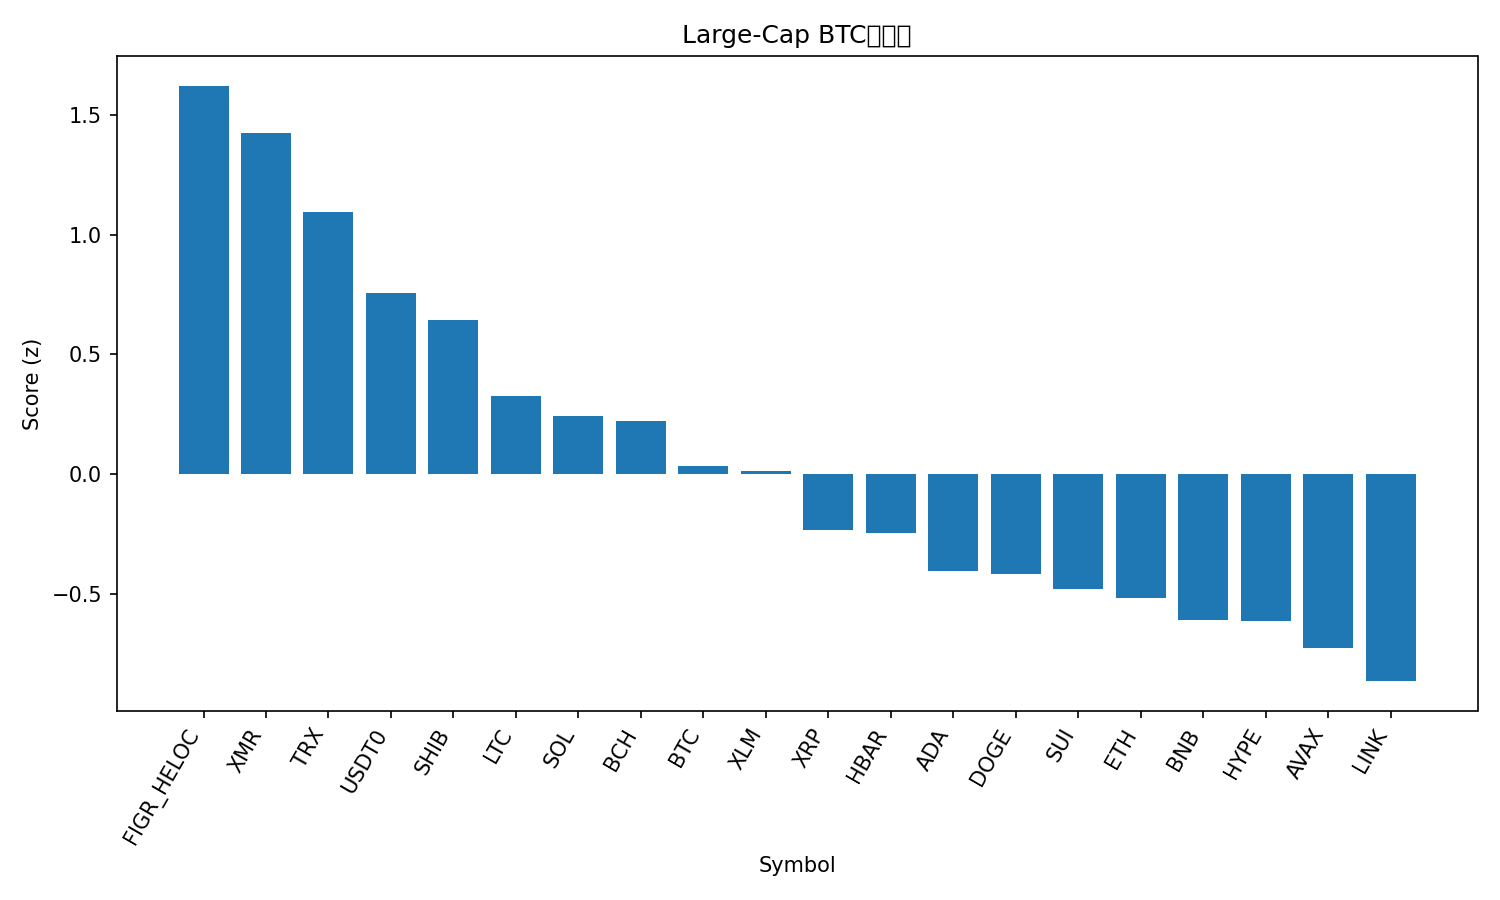 Large-Cap BTC
Score (z)
1.5
1.0
0.5
0.0
−0.5
FIGR_HELOC
XMR
TRX
USDT0
SHIB
LTC
SOL
BCH
BTC
XLM
XRP
HBAR
ADA
DOGE
SUI
ETH
BNB
HYPE
AVAX
LINK
Symbol